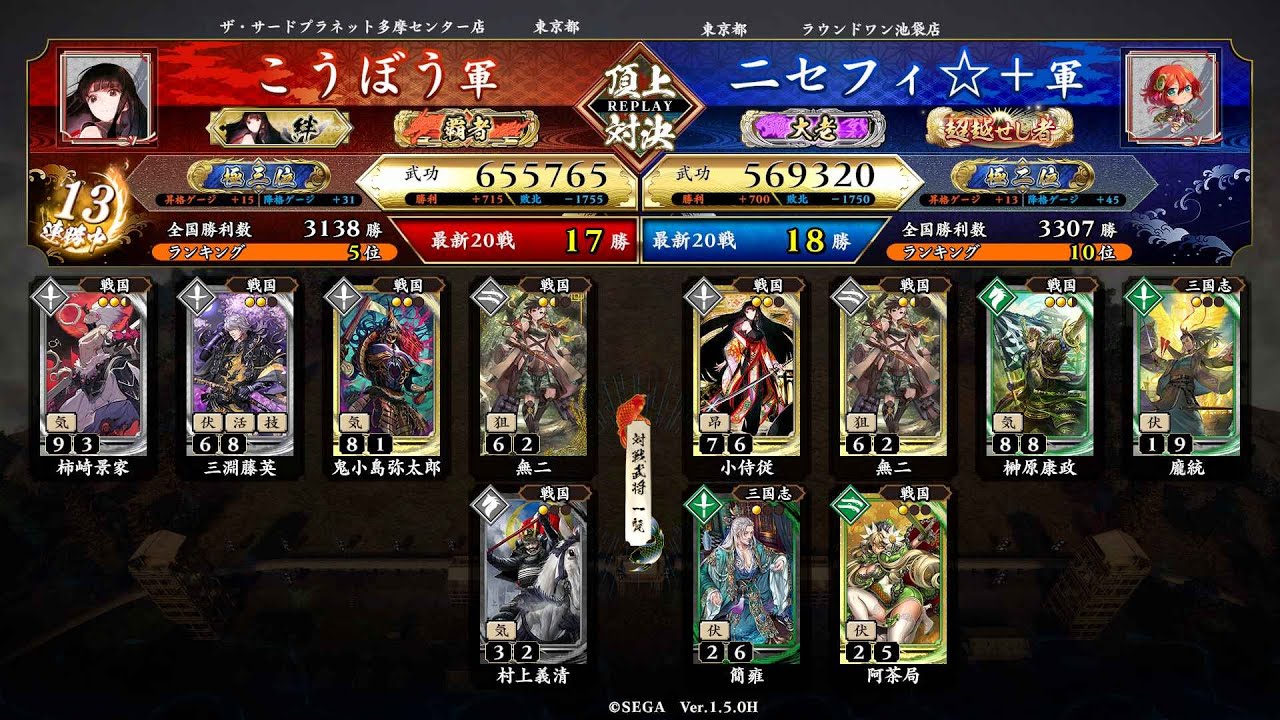 ザ・サードプラネット多摩センター店 東京都
東京都 ラウンドワン池袋店
こうぼう軍
頂上
REPLAY
対決
ニセフィ☆＋軍
絆
覇者
大老
超越せし者
極三位
武功 655765
武功 569320
極二位
昇格ゲージ +15 降格ゲージ +31
勝利 +715 敗北 -1755
勝利 +700 敗北 -1750
昇格ゲージ +13 降格ゲージ +45
13
連勝中
全国勝利数 3138 勝
ランキング 5位
最新20戦 17勝
最新20戦 18勝
全国勝利数 3307 勝
ランキング 10位
戦国
気
9 3
柿崎景家
戦国
伏 活 技
6 8
三淵藤英
戦国
気
8 1
鬼小島弥太郎
戦国
狙
6 2
無二
戦国
昂
7 6
小侍従
戦国
狙
6 2
無二
戦国
気
8 8
榊原康政
三国志
伏
1 9
龐統
対戦武将一覧
戦国
気
3 2
村上義清
三国志
伏
2 6
簡雍
戦国
伏
2 5
阿茶局
©SEGA Ver.1.5.0H